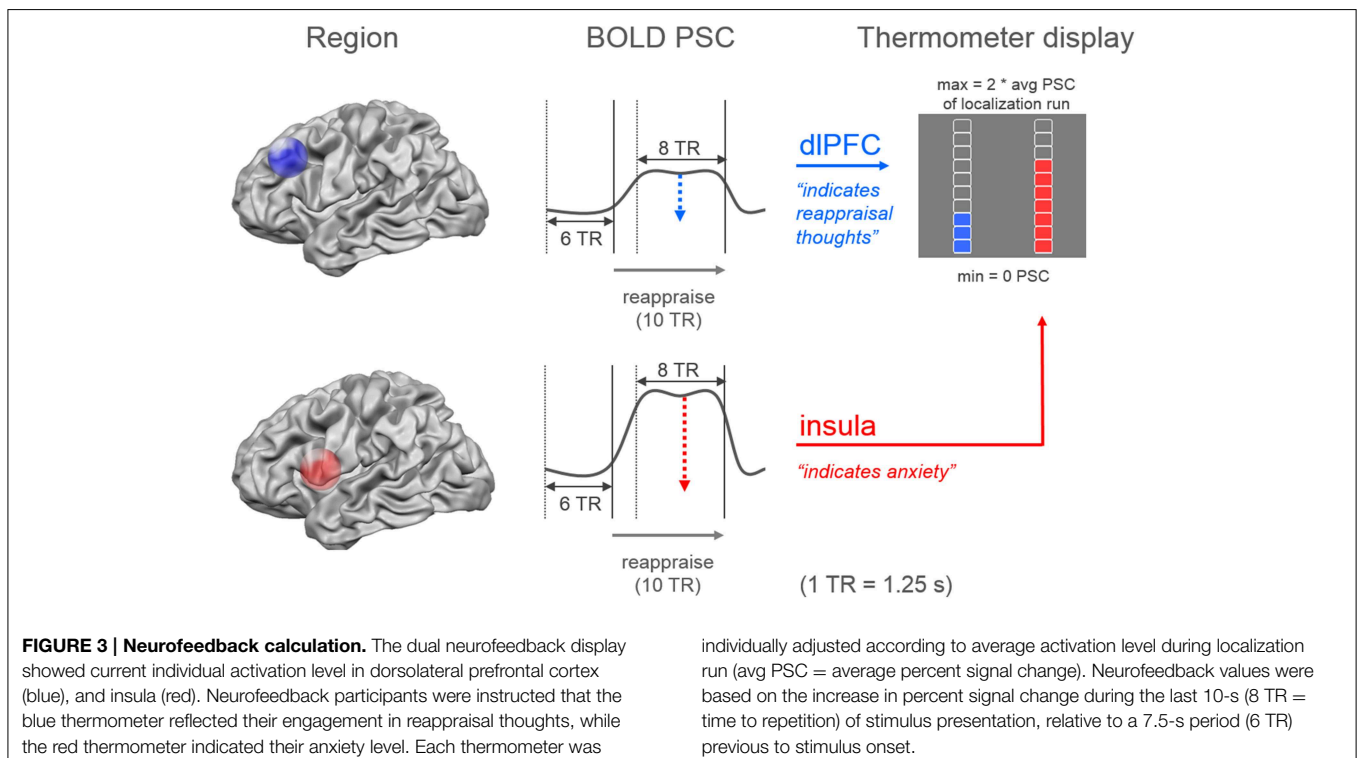 Region
BOLD PSC
Thermometer display
max = 2 * avg PSC
of localization run
8 TR
6 TR
reappraise
(10 TR)
dlPFC
"indicates
reappraisal
thoughts"
min = 0 PSC
8 TR
6 TR
reappraise
(10 TR)
insula
"indicates anxiety"
(1 TR = 1.25 s)
FIGURE 3 | Neurofeedback calculation. The dual neurofeedback display
showed current individual activation level in dorsolateral prefrontal cortex
(blue), and insula (red). Neurofeedback participants were instructed that the
blue thermometer reflected their engagement in reappraisal thoughts, while
the red thermometer indicated their anxiety level. Each thermometer was
individually adjusted according to average activation level during localization
run (avg PSC = average percent signal change). Neurofeedback values were
based on the increase in percent signal change during the last 10-s (8 TR =
time to repetition) of stimulus presentation, relative to a 7.5-s period (6 TR)
previous to stimulus onset.